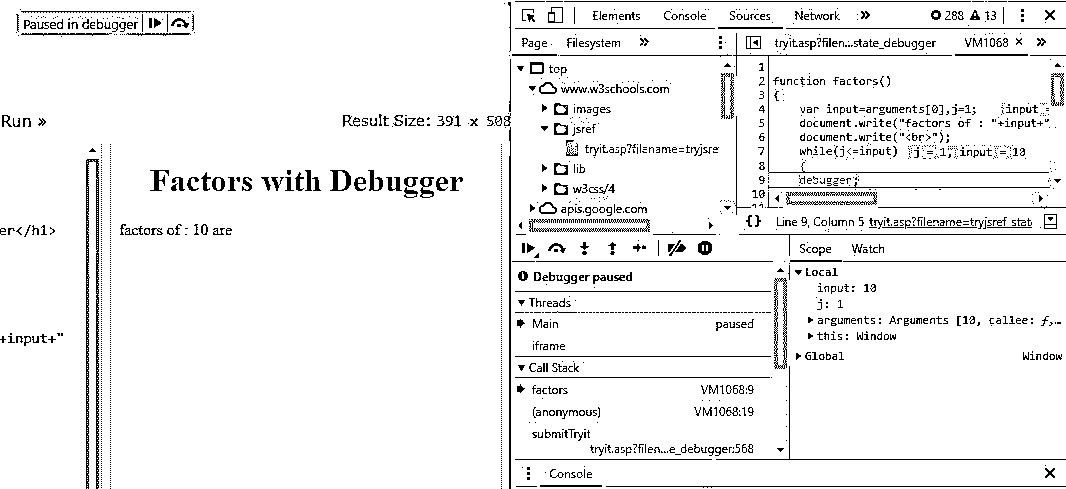 Paused in debugger
Run »
Result Size: 391 x 508
er</h1>
+input+"
Factors with Debugger
factors of : 10 are
Elements Console Sources Network » 288 13
Page Filesystem »
top
www.w3schools.com
images
jsref
tryit.asp?filename=tryjsre
lib
w3css/4
apis.google.com
tryit.asp?filen...state_debugger VM1068 × »
1
2 function factors()
3 {
4 var input=arguments[0],j=1; input =
5 document.write("factors of : "+input+"
6 document.write("<br>");
7 while(j<=input) j = 1, input = 10
8 {
9 debugger;
10
11
{} Line 9, Column 5 tryit.asp?filename=tryjsref_stat
Debugger paused
Threads
Main paused
iframe
Call Stack
factors VM1068:9
(anonymous) VM1068:19
submitTryit
tryit.asp?filen...e_debugger:568
Scope Watch
Local
input: 10
j: 1
arguments: Arguments [10, callee: ƒ,…
this: Window
Global Window
Console